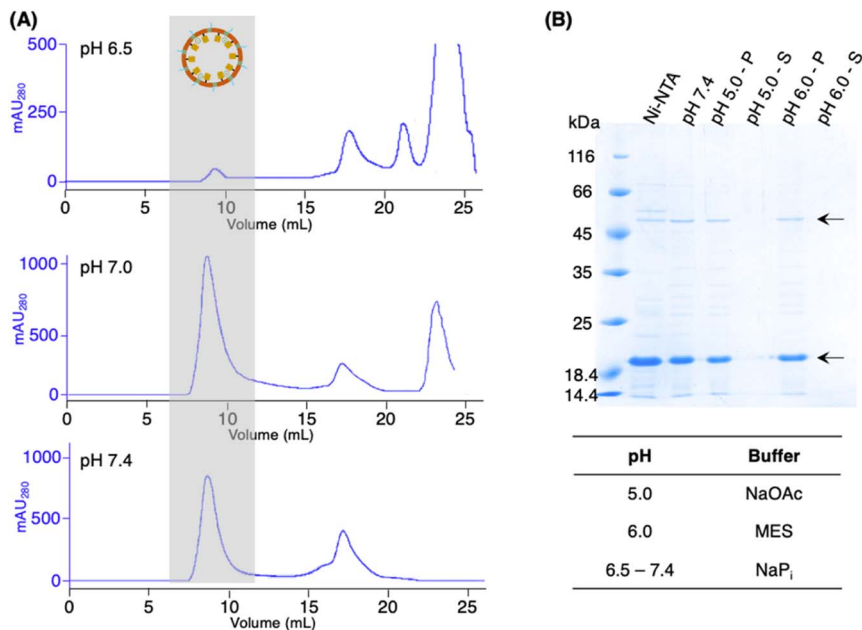 (A)
pH 6.5
500
250
0
mAU280
0 5 10 15 20 25
Volume (mL)
pH 7.0
1000
500
0
mAU280
0 5 10 15 20 25
Volume (mL)
pH 7.4
1000
500
0
mAU280
0 5 10 15 20 25
Volume (mL)
(B)
Ni-NTA pH 7.4 pH 5.0 - P pH 5.0 - S pH 6.0 - P pH 6.0 - S
kDa
116
66
45
35
25
18.4
14.4
pH Buffer
5.0 NaOAc
6.0 MES
6.5 – 7.4 NaPi